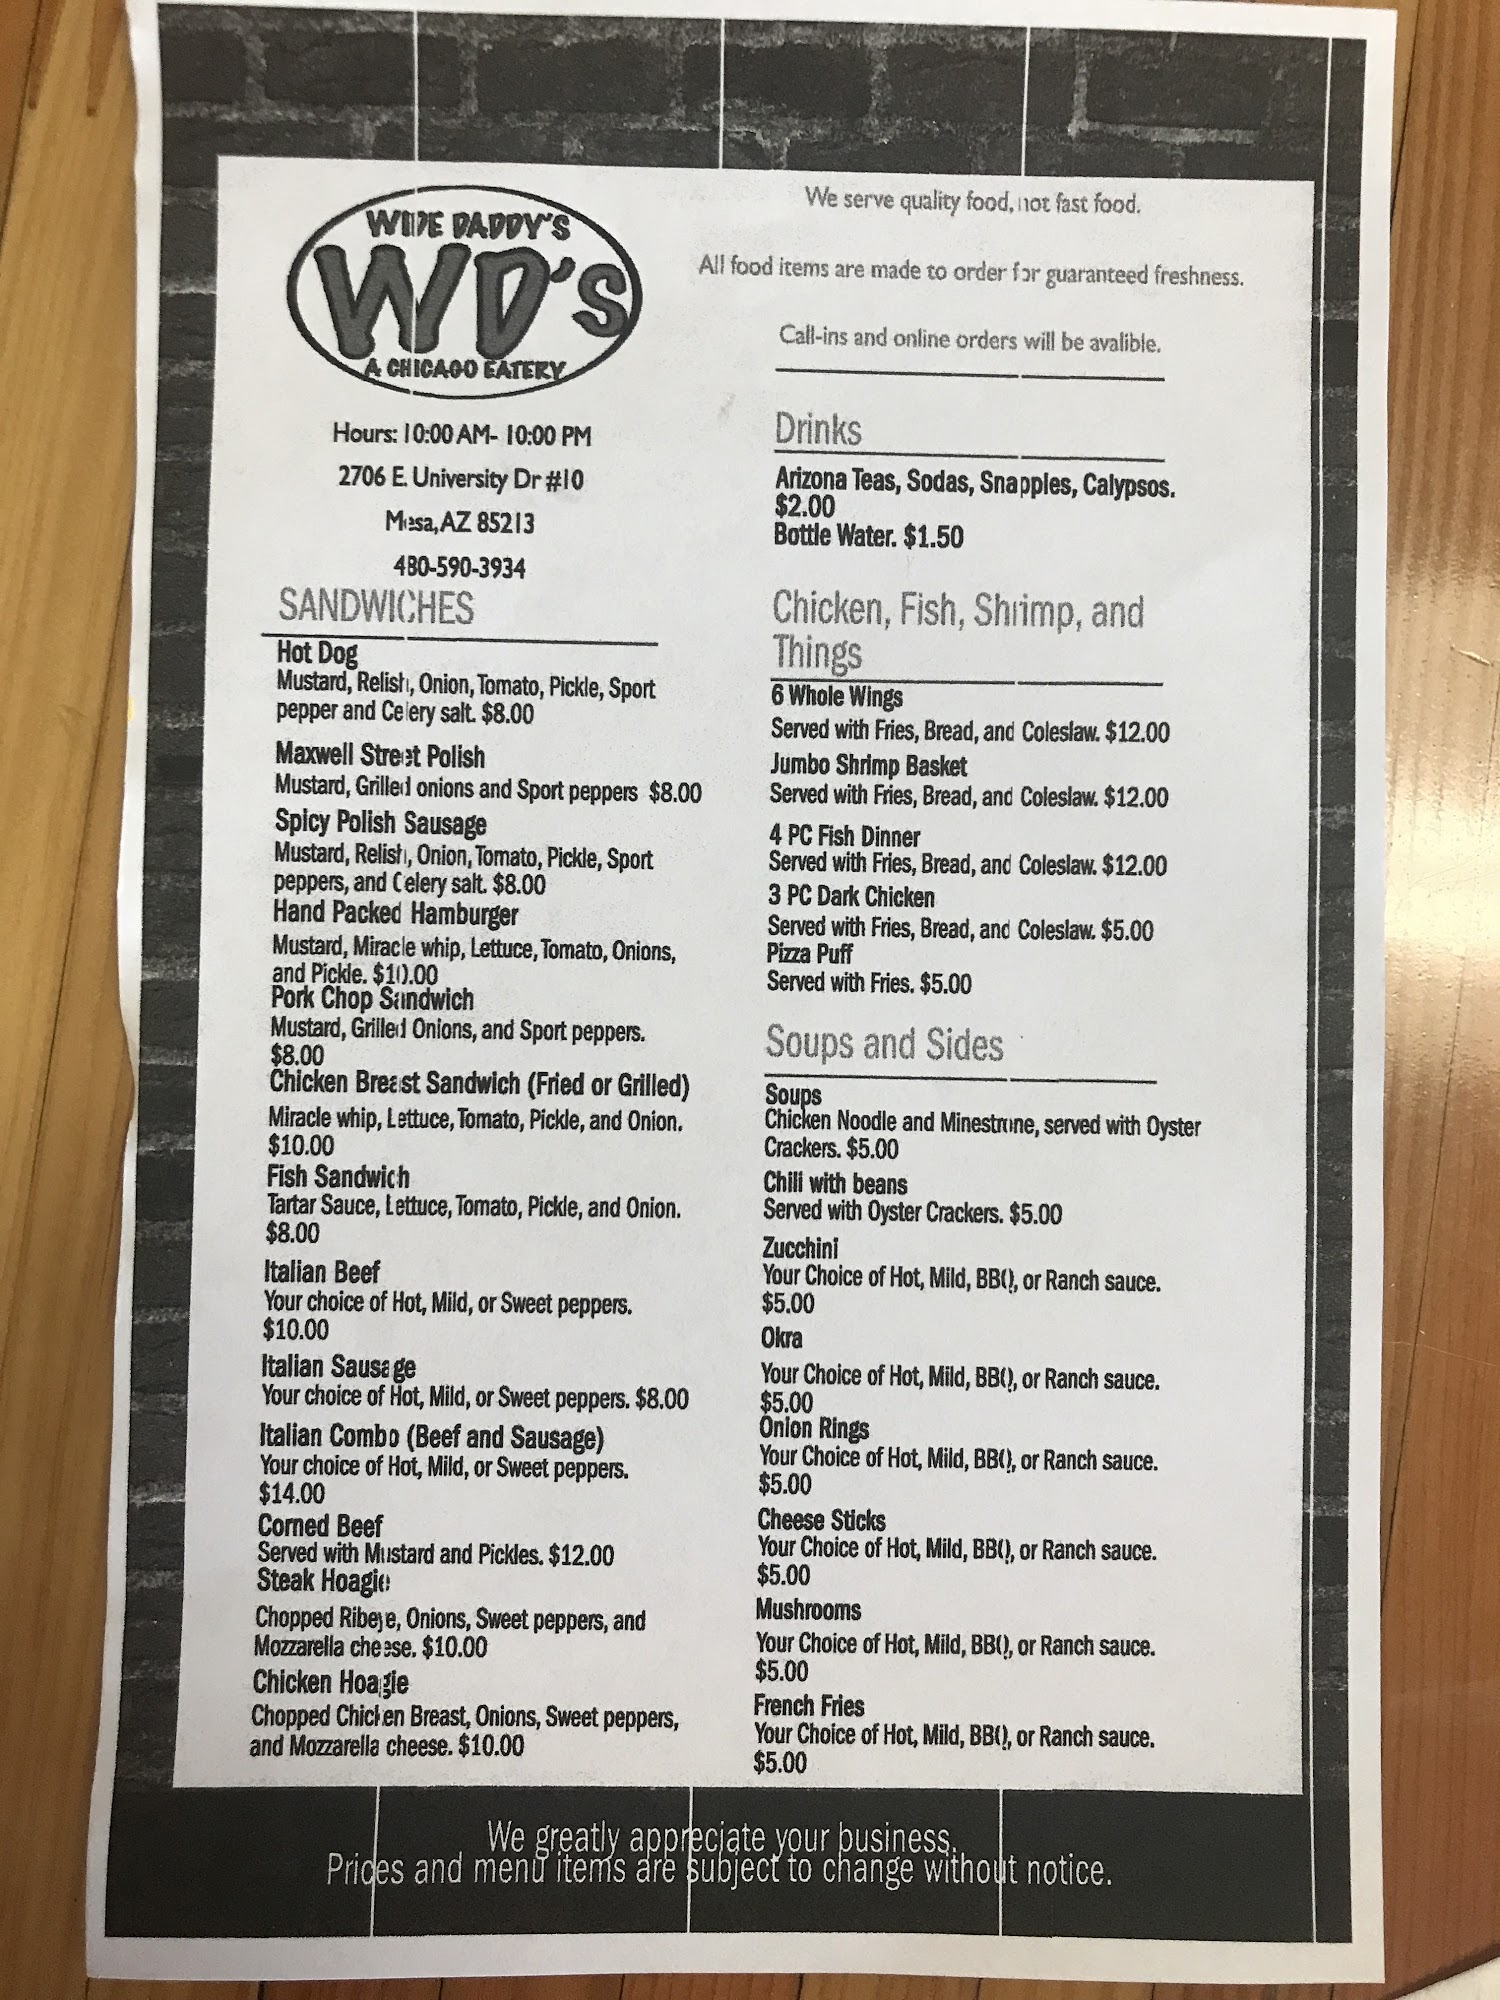 WIDE DADDY'S
WD'S
A CHICAGO EATERY
Hours: 10:00 AM- 10:00 PM
2706 E. University Dr #10
Mesa, AZ 85213
480-590-3934
SANDWICHES
Hot Dog
Mustard, Relish, Onion, Tomato, Pickle, Sport
pepper and Celery salt. $8.00
Maxwell Street Polish
Mustard, Grilled onions and Sport peppers $8.00
Spicy Polish Sausage
Mustard, Relish, Onion, Tomato, Pickle, Sport
peppers, and Celery salt. $8.00
Hand Packed Hamburger
Mustard, Miracle whip, Lettuce, Tomato, Onions,
and Pickle. $10.00
Pork Chop Sandwich
Mustard, Grilled Onions, and Sport peppers.
$8.00
Chicken Breast Sandwich (Fried or Grilled)
Miracle whip, Lettuce, Tomato, Pickle, and Onion.
$10.00
Fish Sandwich
Tartar Sauce, Lettuce, Tomato, Pickle, and Onion.
$8.00
Italian Beef
Your choice of Hot, Mild, or Sweet peppers.
$10.00
Italian Sausage
Your choice of Hot, Mild, or Sweet peppers. $8.00
Italian Combo (Beef and Sausage)
Your choice of Hot, Mild, or Sweet peppers.
$14.00
Corned Beef
Served with Mustard and Pickles. $12.00
Steak Hoagie
Chopped Ribeye, Onions, Sweet peppers, and
Mozzarella cheese. $10.00
Chicken Hoagie
Chopped Chicken Breast, Onions, Sweet peppers,
and Mozzarella cheese. $10.00
We serve quality food, not fast food.
All food items are made to order for guaranteed freshness.
Call-ins and online orders will be avalible.
Drinks
Arizona Teas, Sodas, Snapples, Calypsos.
$2.00
Bottle Water. $1.50
Chicken, Fish, Shrimp, and
Things
6 Whole Wings
Served with Fries, Bread, and Coleslaw. $12.00
Jumbo Shrimp Basket
Served with Fries, Bread, and Coleslaw. $12.00
4 PC Fish Dinner
Served with Fries, Bread, and Coleslaw. $12.00
3 PC Dark Chicken
Served with Fries, Bread, and Coleslaw. $5.00
Pizza Puff
Served with Fries. $5.00
Soups and Sides
Soups
Chicken Noodle and Minestrone, served with Oyster
Crackers. $5.00
Chili with beans
Served with Oyster Crackers. $5.00
Zucchini
Your Choice of Hot, Mild, BBQ, or Ranch sauce.
$5.00
Okra
Your Choice of Hot, Mild, BBQ, or Ranch sauce.
$5.00
Onion Rings
Your Choice of Hot, Mild, BBQ, or Ranch sauce.
$5.00
Cheese Sticks
Your Choice of Hot, Mild, BBQ, or Ranch sauce.
$5.00
Mushrooms
Your Choice of Hot, Mild, BBQ, or Ranch sauce.
$5.00
French Fries
Your Choice of Hot, Mild, BBQ, or Ranch sauce.
$5.00
We greatly appreciate your business.
Prices and menu items are subject to change without notice.